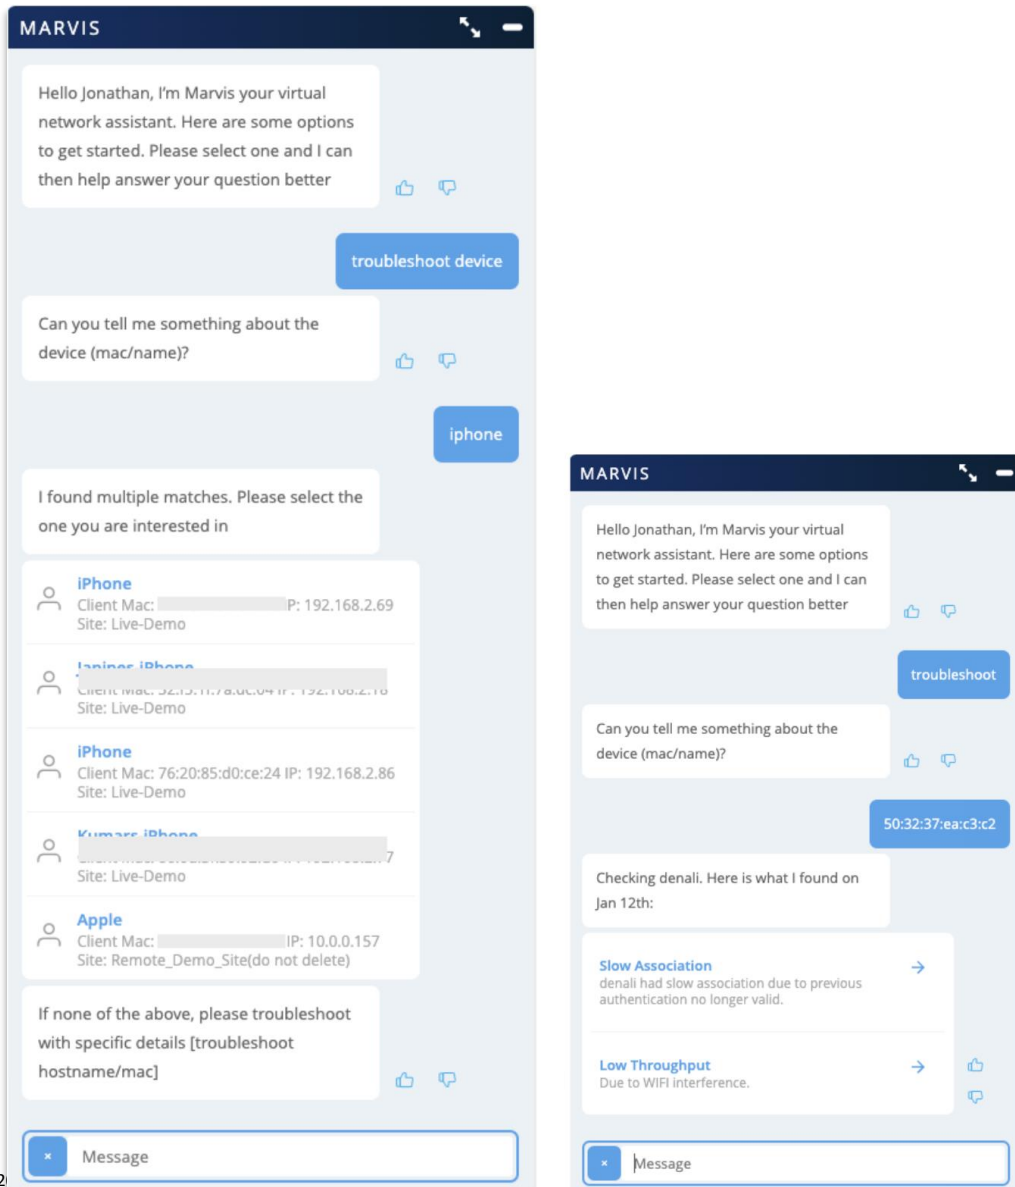 MARVIS
Hello Jonathan, I'm Marvis your virtual
network assistant. Here are some options
to get started. Please select one and I can
then help answer your question better
troubleshoot device
Can you tell me something about the
device (mac/name)?
iphone
I found multiple matches. Please select the
one you are interested in
iPhone
Client Mac: P: 192.168.2.69
Site: Live-Demo
Site: Live-Demo
iPhone
Client Mac: 76:20:85:d0:ce:24 IP: 192.168.2.86
Site: Live-Demo
Site: Live-Demo
Apple
Client Mac: IP: 10.0.0.157
Site: Remote_Demo_Site(do not delete)
If none of the above, please troubleshoot
with specific details [troubleshoot
hostname/mac]
× Message
MARVIS
Hello Jonathan, I'm Marvis your virtual
network assistant. Here are some options
to get started. Please select one and I can
then help answer your question better
troubleshoot
Can you tell me something about the
device (mac/name)?
50:32:37:ea:c3:c2
Checking denali. Here is what I found on
Jan 12th:
Slow Association
denali had slow association due to previous
authentication no longer valid.
Low Throughput
Due to WIFI interference.
× Message